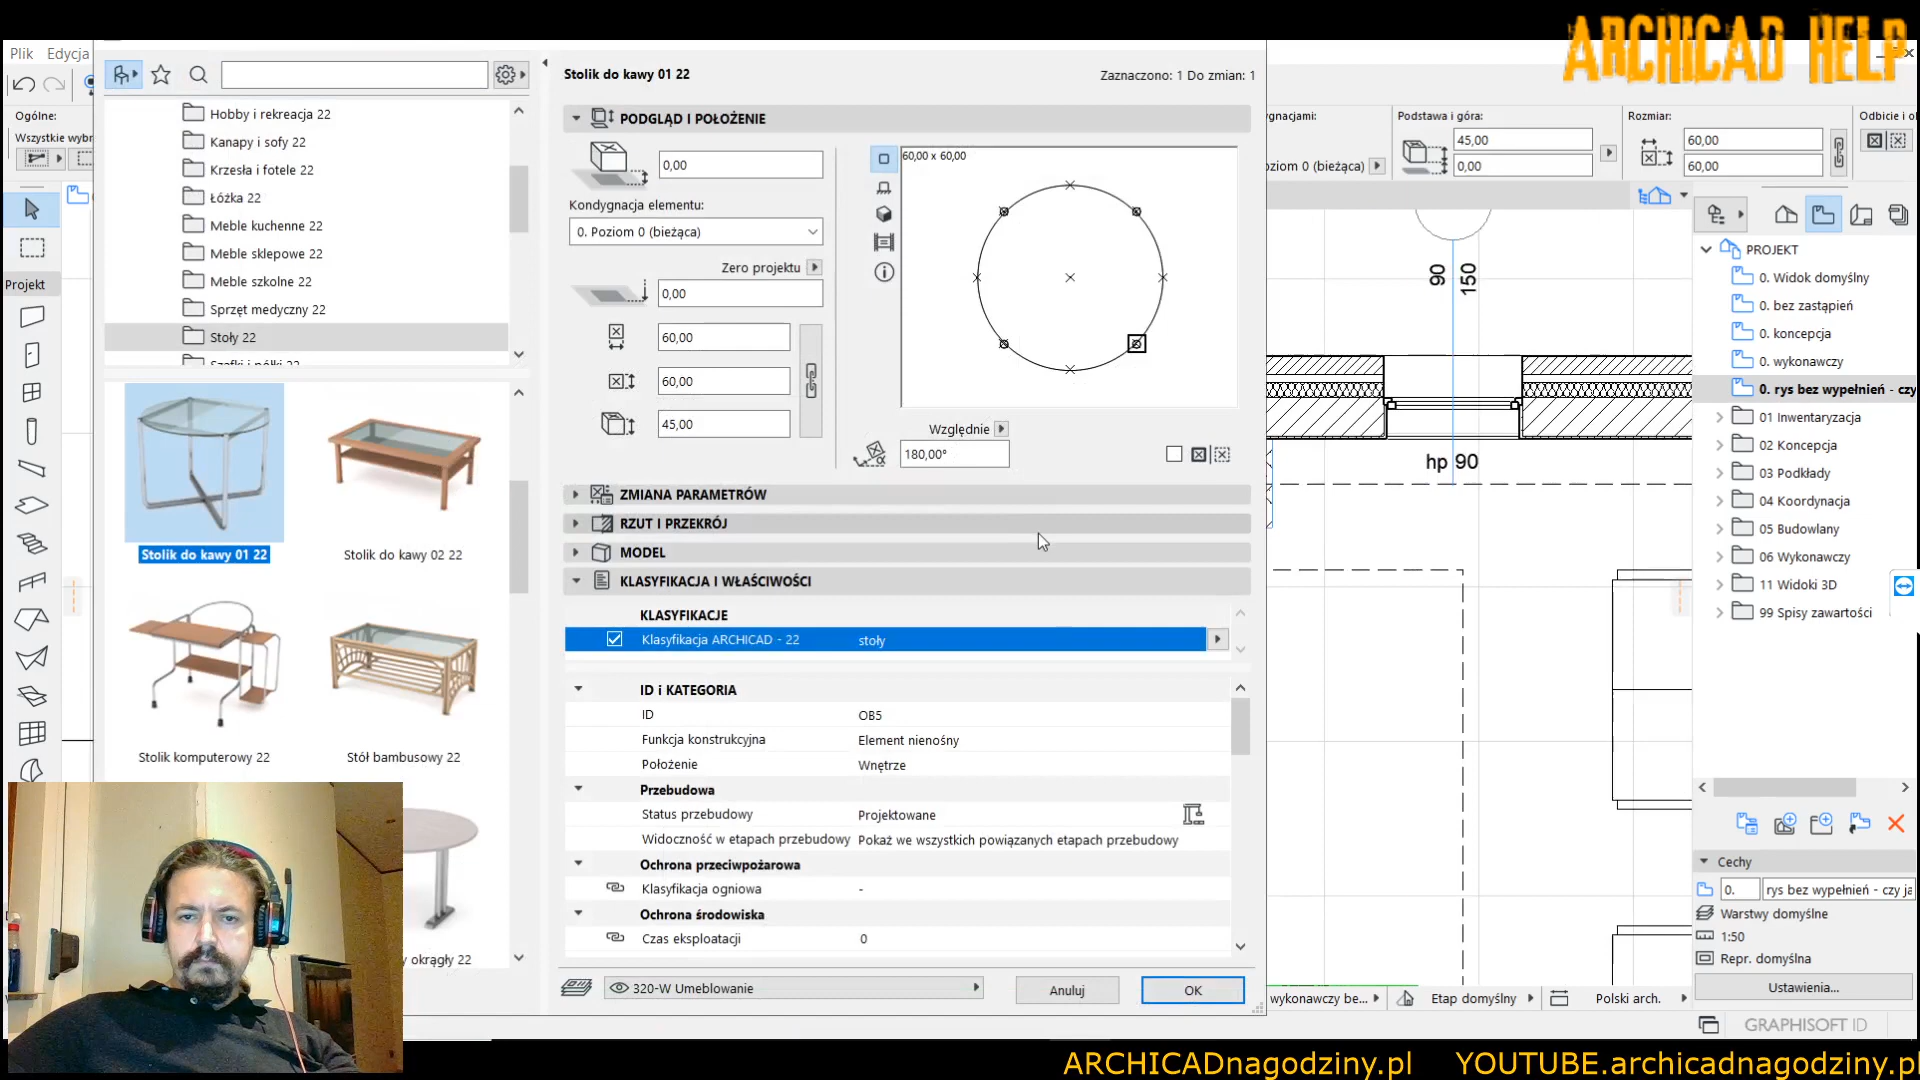 ARCHICAD HELP
Plik Edycja
Ogólne:
Wszystkie wybr
Projekt
Hobby i rekreacja 22
Kanapy i sofy 22
Krzesła i fotele 22
Łóżka 22
Meble kuchenne 22
Meble sklepowe 22
Meble szkolne 22
Sprzęt medyczny 22
Stoły 22
Szafki i półki 22
Stolik do kawy 01 22
Stolik do kawy 02 22
Stolik komputerowy 22
Stół bambusowy 22
y okrągły 22
Stolik do kawy 01 22
Zaznaczono: 1 Do zmian: 1
PODGLĄD I POŁOŻENIE
0,00
Kondygnacja elementu:
0. Poziom 0 (bieżąca)
Zero projektu
0,00
60,00
60,00
45,00
60,00 x 60,00
Względnie
180,00°
ZMIANA PARAMETRÓW
RZUT I PRZEKRÓJ
MODEL
KLASYFIKACJA I WŁAŚCIWOŚCI
KLASYFIKACJE
Klasyfikacja ARCHICAD - 22 stoły
ID i KATEGORIA
ID OB5
Funkcja konstrukcyjna Element nienośny
Położenie Wnętrze
Przebudowa
Status przebudowy Projektowane
Widoczność w etapach przebudowy Pokaż we wszystkich powiązanych etapach przebudowy
Ochrona przeciwpożarowa
Klasyfikacja ogniowa -
Ochrona środowiska
Czas eksploatacji 0
320-W Umeblowanie
Anuluj
OK
gnacjami:
oziom 0 (bieżąca)
Podstawa i góra:
45,00
0,00
Rozmiar:
60,00
60,00
Odbicie i ob
90
150
hp 90
PROJEKT
0. Widok domyślny
0. bez zastąpień
0. koncepcja
0. wykonawczy
0. rys bez wypełnień - czy
01 Inwentaryzacja
02 Koncepcja
03 Podkłady
04 Koordynacja
05 Budowlany
06 Wykonawczy
11 Widoki 3D
99 Spisy zawartości
Cechy
0. rys bez wypełnień - czy ja
Warstwy domyślne
1:50
Repr. domyślna
Ustawienia...
wykonawczy be...
Etap domyślny
Polski arch.
GRAPHISOFT ID
ARCHICADnagodziny.pl YOUTUBE.archicadnagodziny.pl